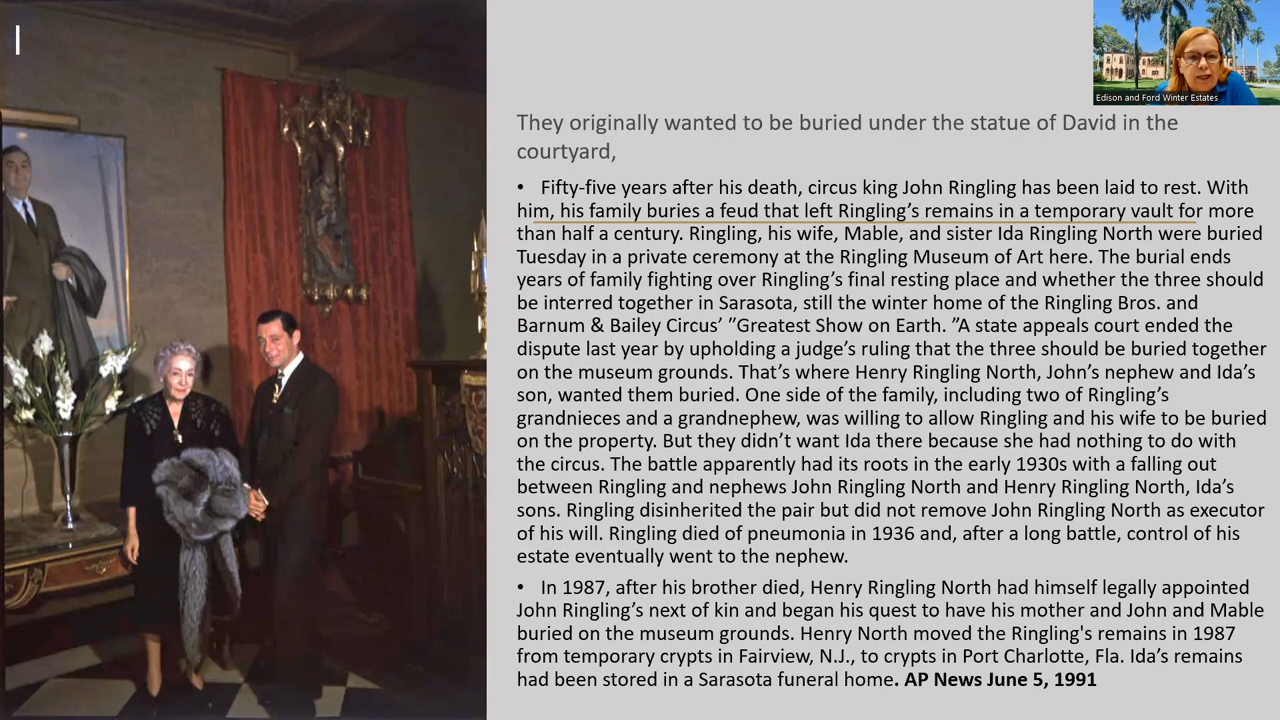 Edison and Ford Winter Estates
They originally wanted to be buried under the statue of David in the
courtyard,
• Fifty-five years after his death, circus king John Ringling has been laid to rest. With
him, his family buries a feud that left Ringling’s remains in a temporary vault for more
than half a century. Ringling, his wife, Mable, and sister Ida Ringling North were buried
Tuesday in a private ceremony at the Ringling Museum of Art here. The burial ends
years of family fighting over Ringling’s final resting place and whether the three should
be interred together in Sarasota, still the winter home of the Ringling Bros. and
Barnum & Bailey Circus’ ”Greatest Show on Earth. ”A state appeals court ended the
dispute last year by upholding a judge’s ruling that the three should be buried together
on the museum grounds. That’s where Henry Ringling North, John’s nephew and Ida’s
son, wanted them buried. One side of the family, including two of Ringling’s
grandnieces and a grandnephew, was willing to allow Ringling and his wife to be buried
on the property. But they didn’t want Ida there because she had nothing to do with
the circus. The battle apparently had its roots in the early 1930s with a falling out
between Ringling and nephews John Ringling North and Henry Ringling North, Ida’s
sons. Ringling disinherited the pair but did not remove John Ringling North as executor
of his will. Ringling died of pneumonia in 1936 and, after a long battle, control of his
estate eventually went to the nephew.
• In 1987, after his brother died, Henry Ringling North had himself legally appointed
John Ringling’s next of kin and began his quest to have his mother and John and Mable
buried on the museum grounds. Henry North moved the Ringling's remains in 1987
from temporary crypts in Fairview, N.J., to crypts in Port Charlotte, Fla. Ida’s remains
had been stored in a Sarasota funeral home. AP News June 5, 1991